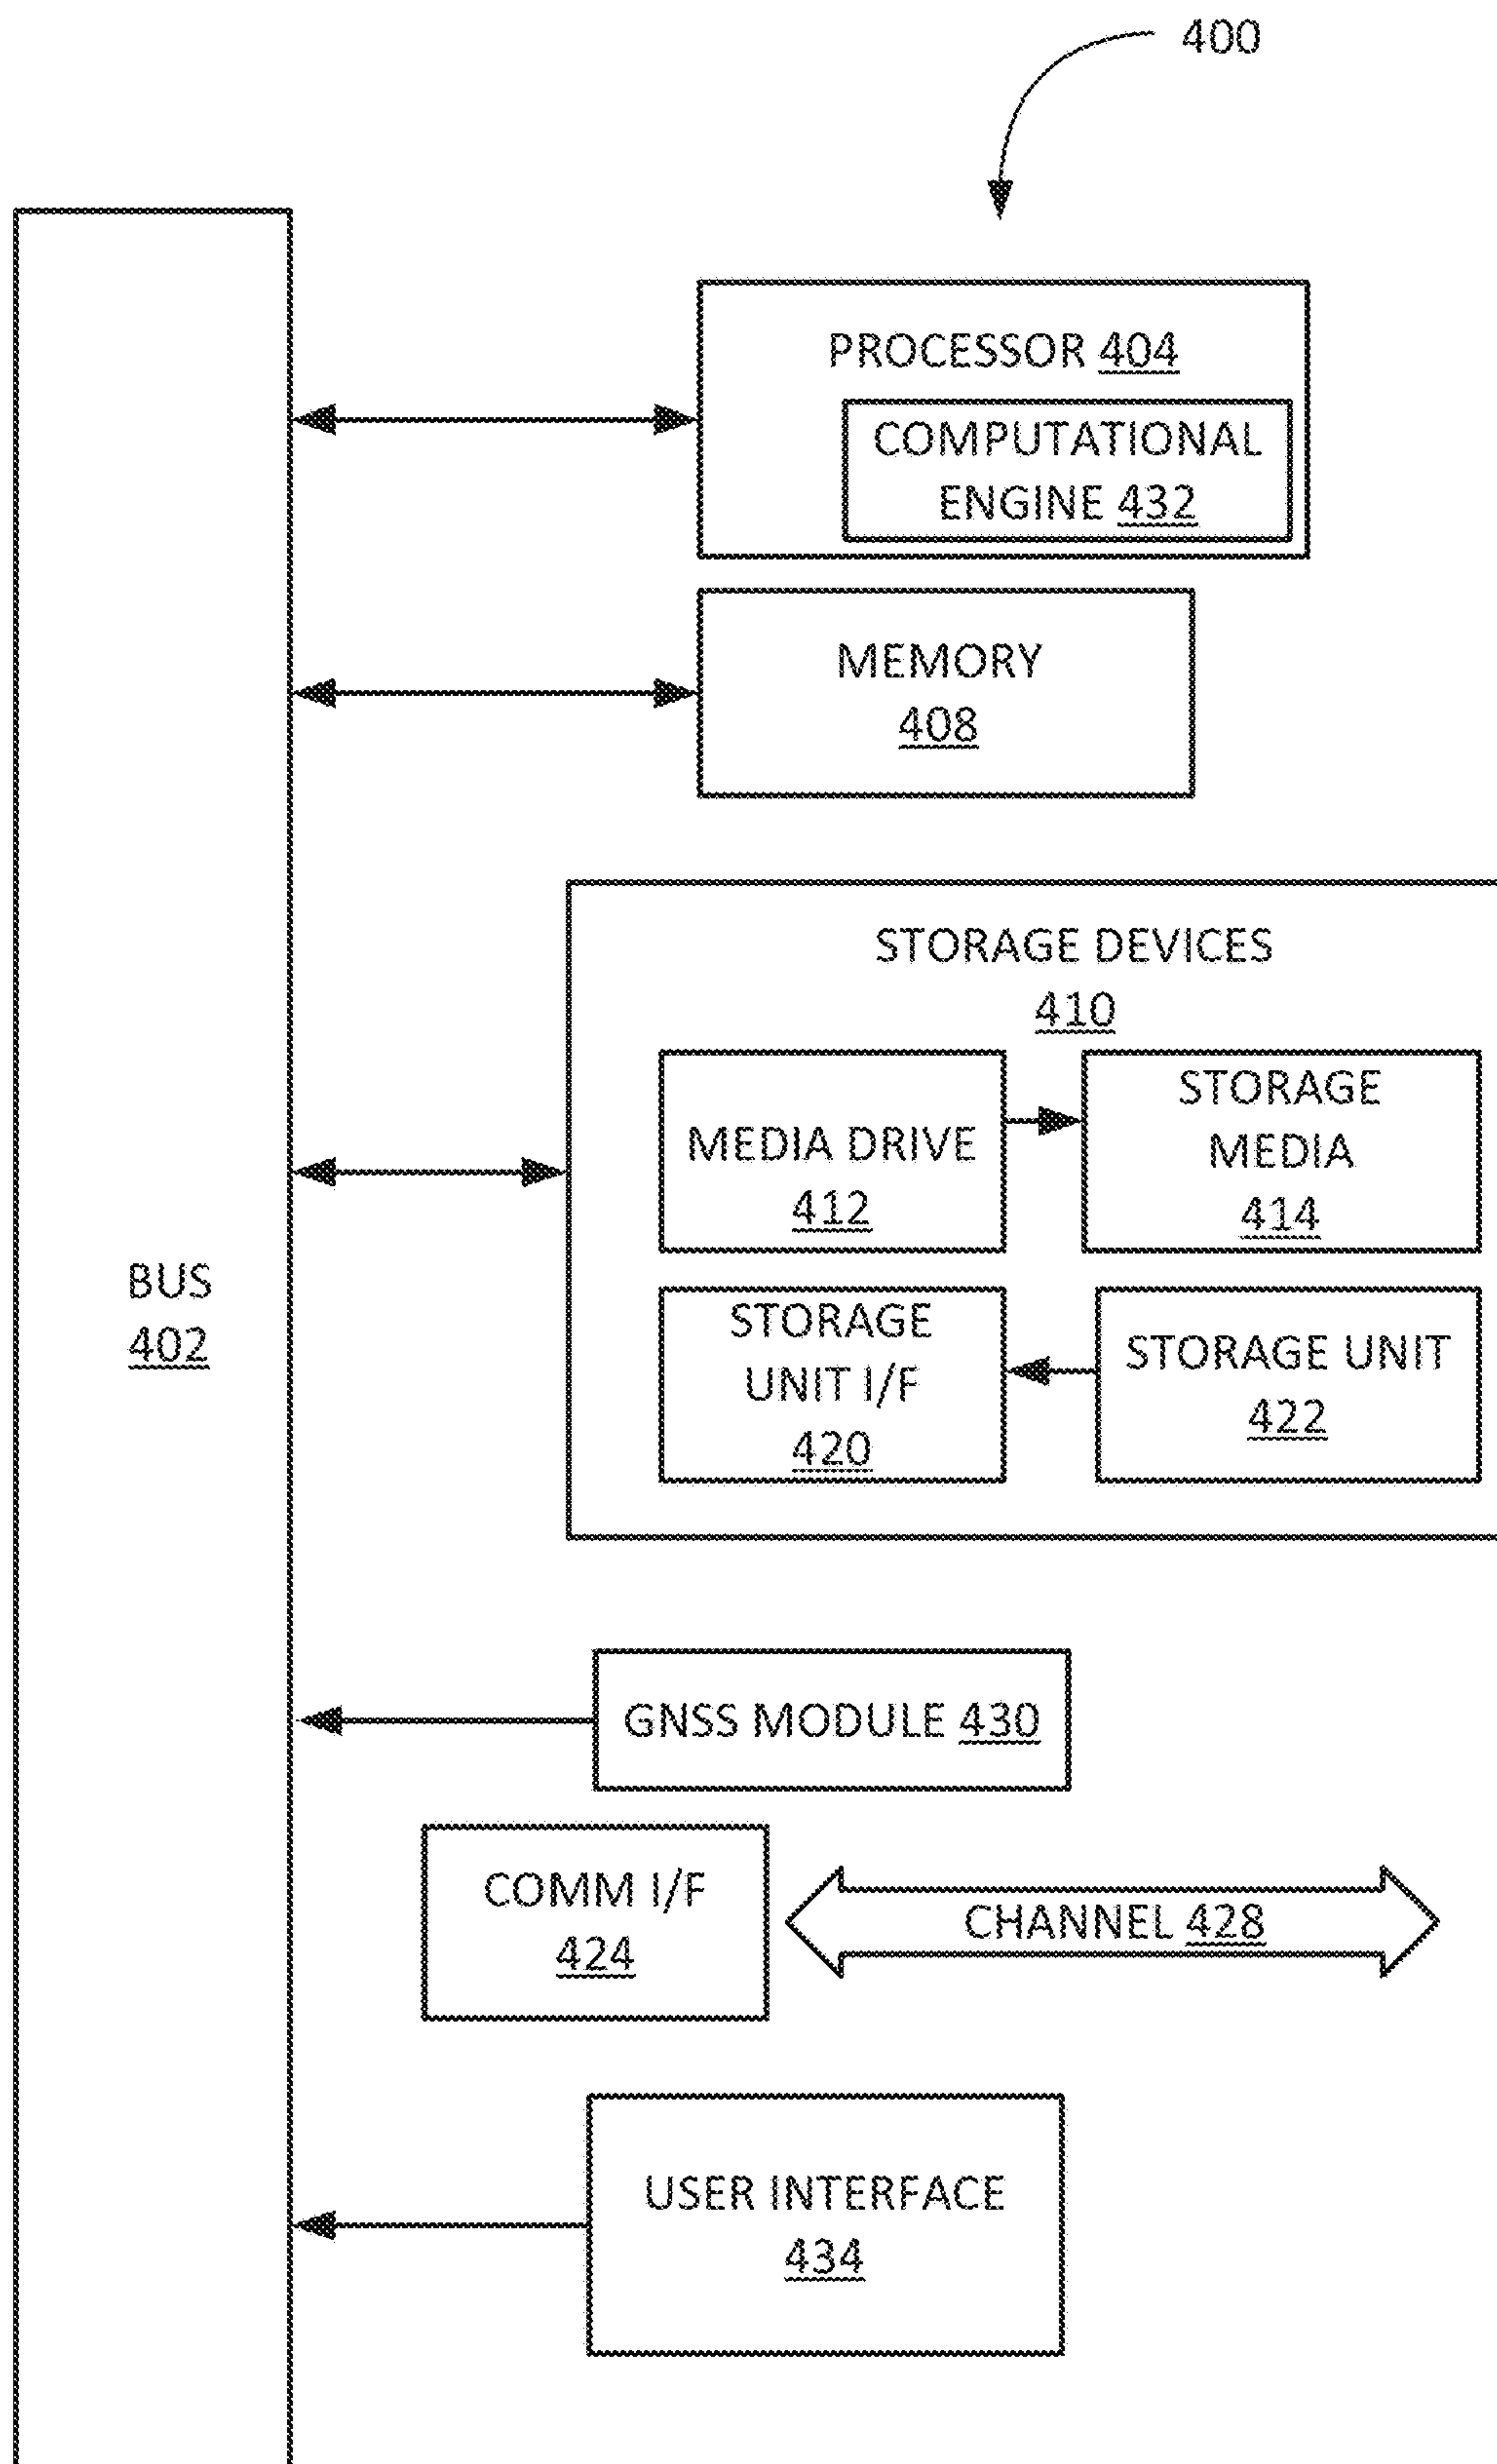 400
PROCESSOR 404
COMPUTATIONAL
ENGINE 432
MEMORY
408
STORAGE DEVICES
410
MEDIA DRIVE
412
STORAGE
MEDIA
414
BUS
402
STORAGE
UNIT I/F
420
STORAGE UNIT
422
GNSS MODULE 430
COMM I/F
424
CHANNEL 428
USER INTERFACE
434